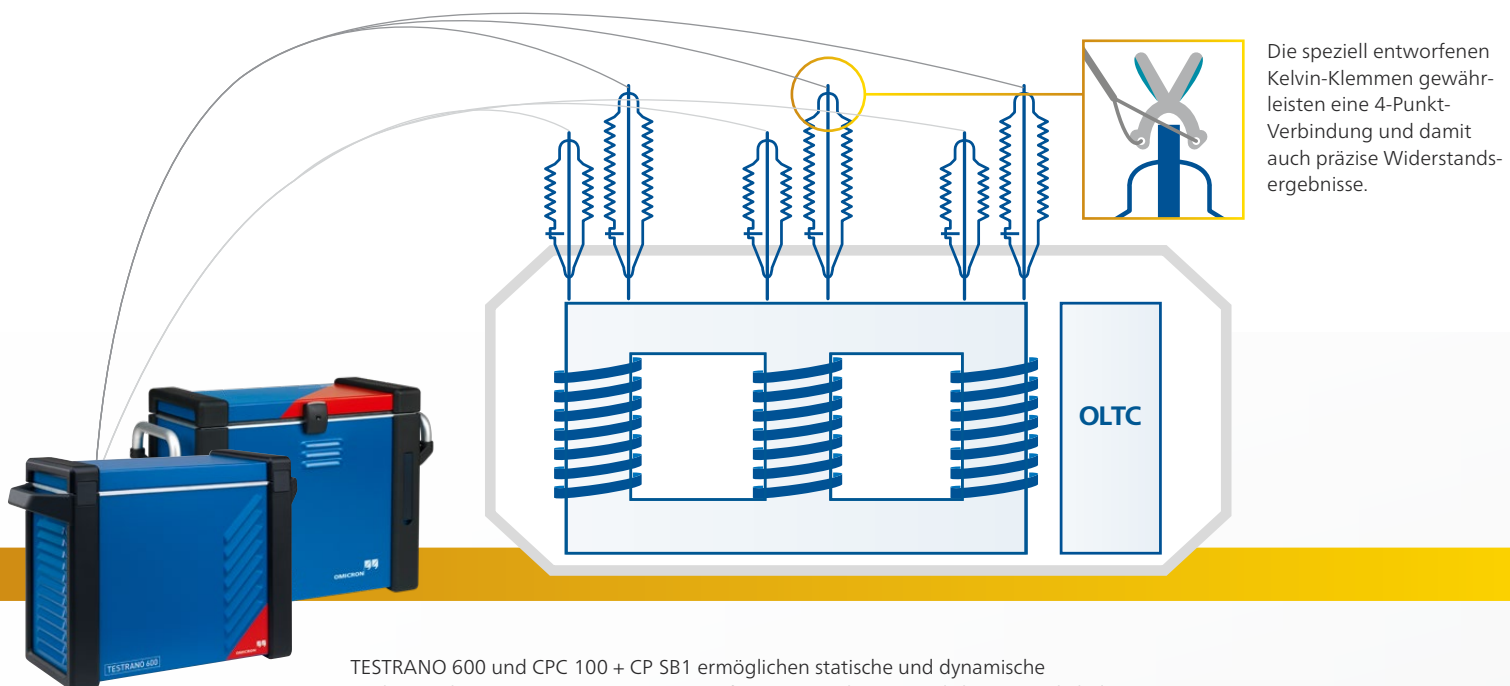 Die speziell entworfenen
Kelvin-Klemmen gewähr-
leisten eine 4-Punkt-
Verbindung und damit
auch präzise Widerstands-
ergebnisse.
OLTC
OMICRON
TESTRANO 600
OMICRON
TESTRANO 600 und CPC 100 + CP SB1 ermöglichen statische und dynamische